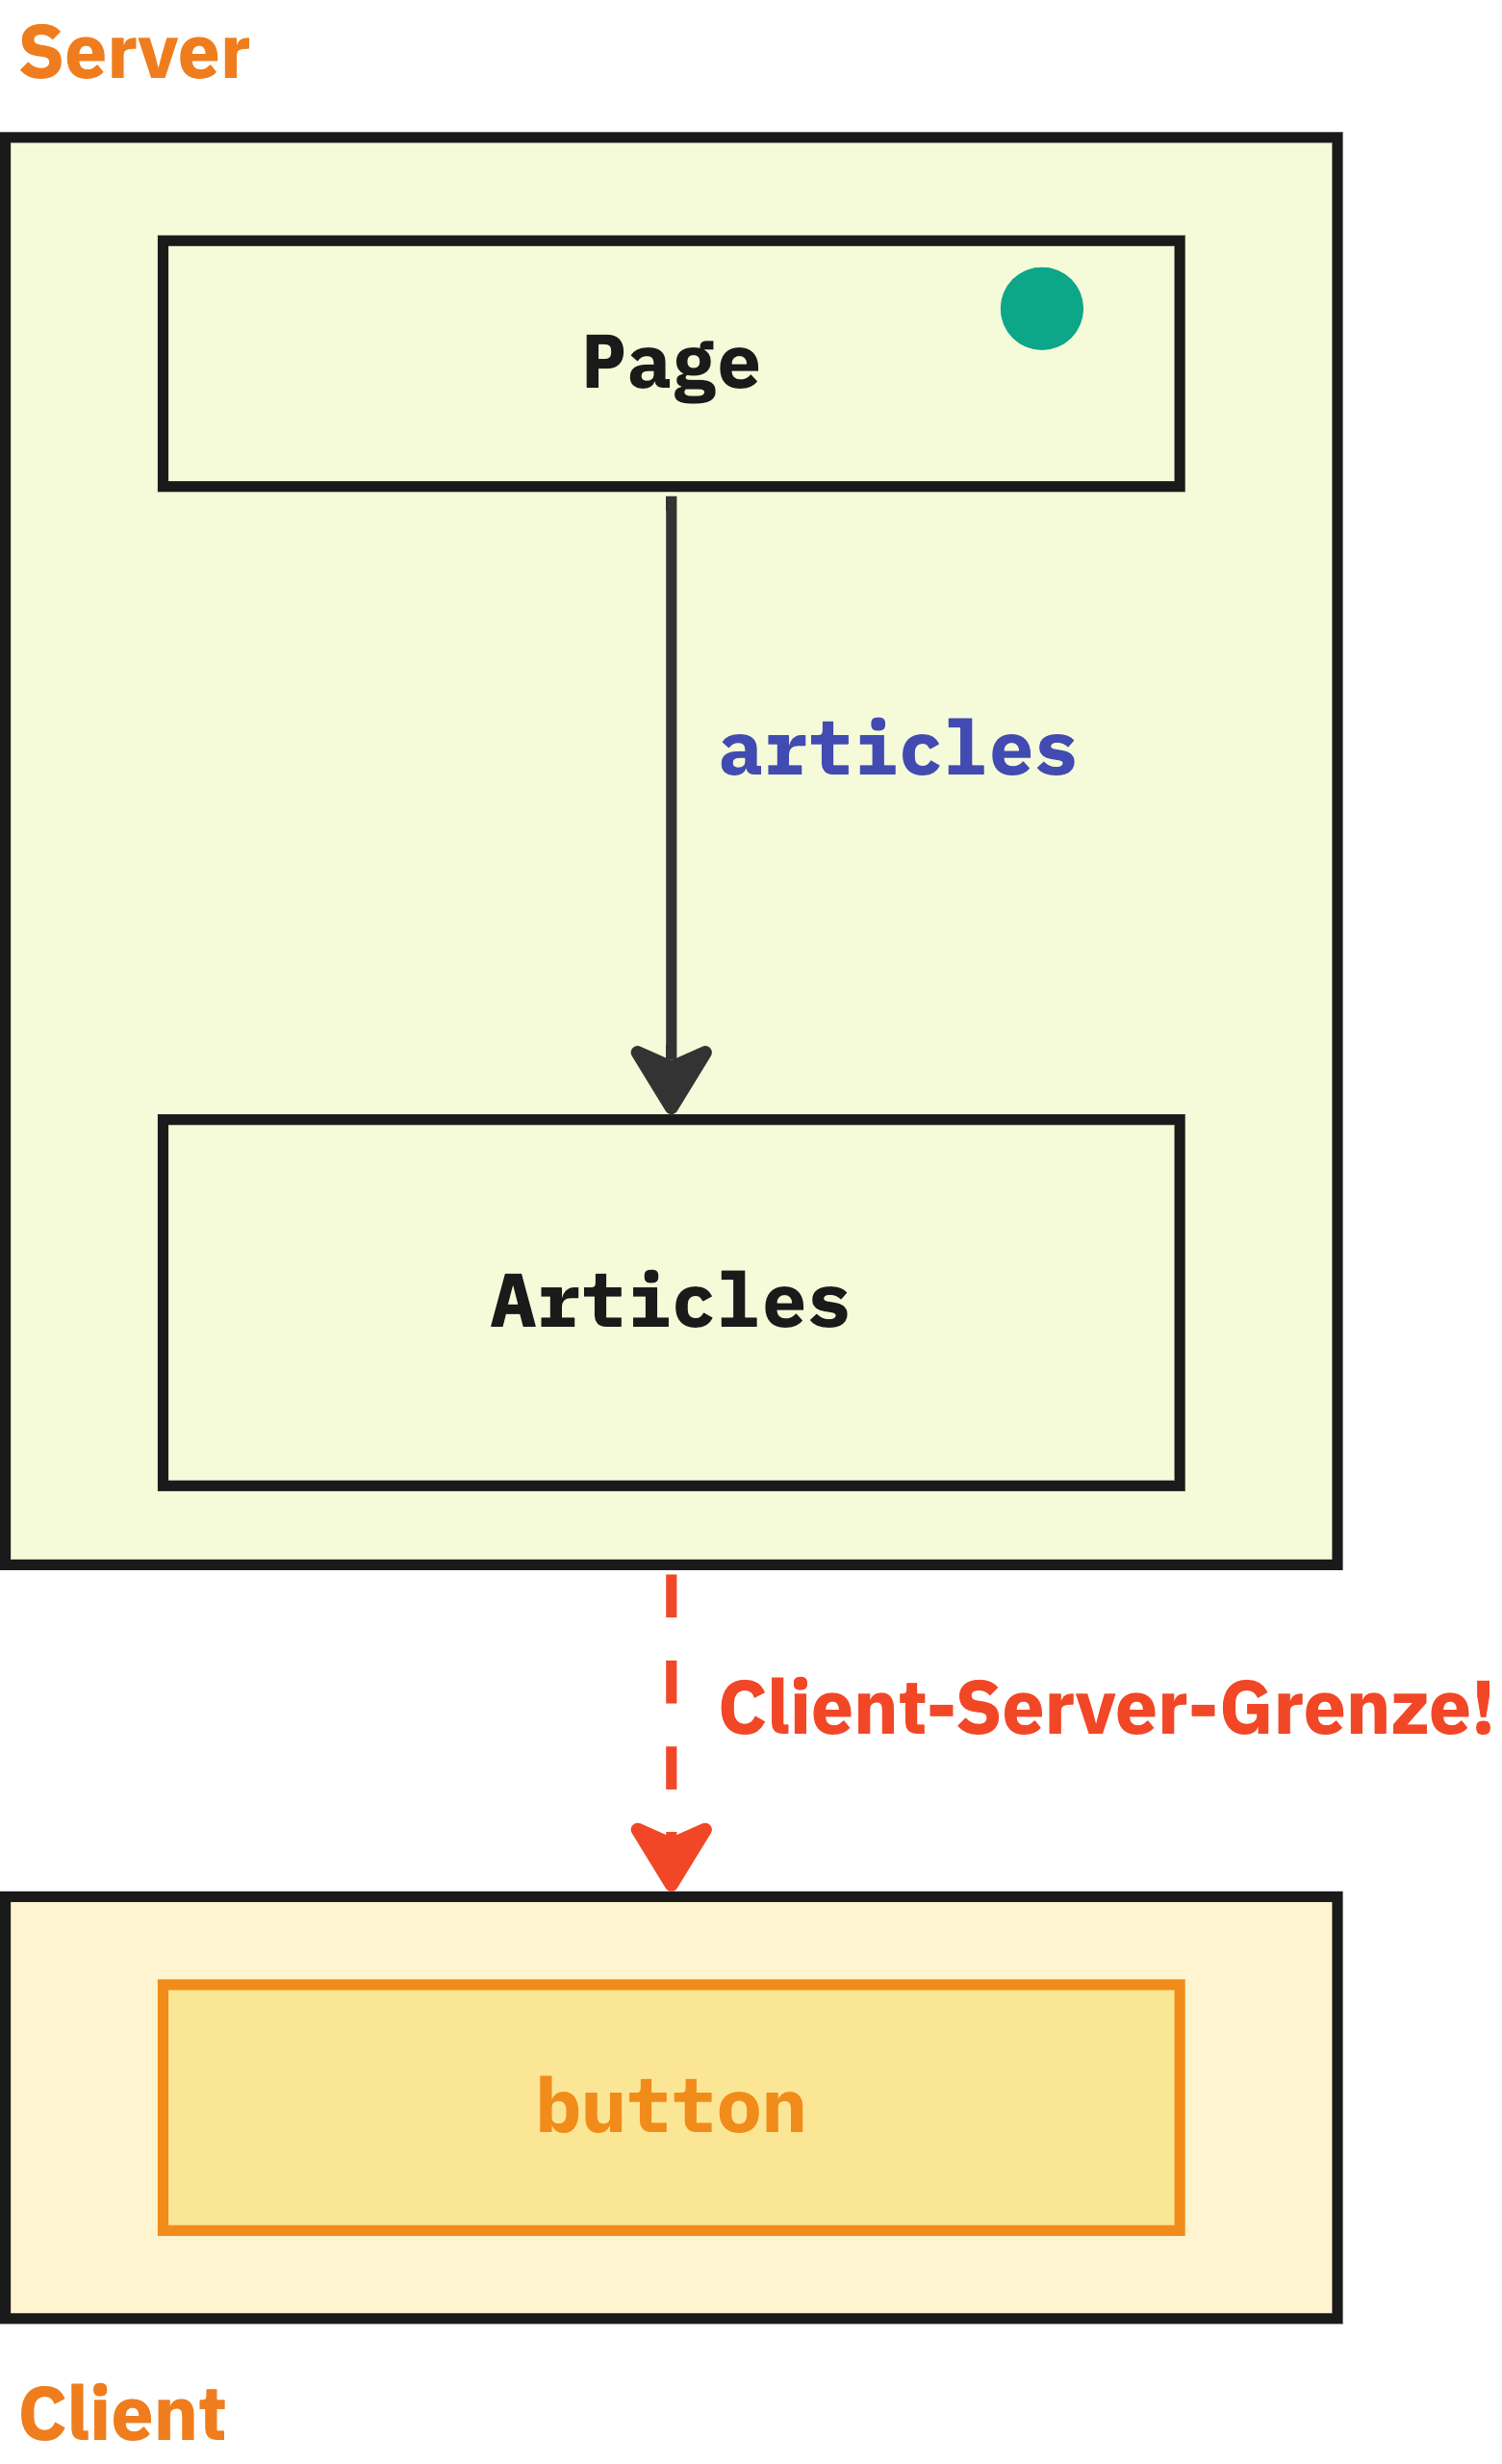 Server
Page
articles
Articles
Client-Server-Grenze!
button
Client